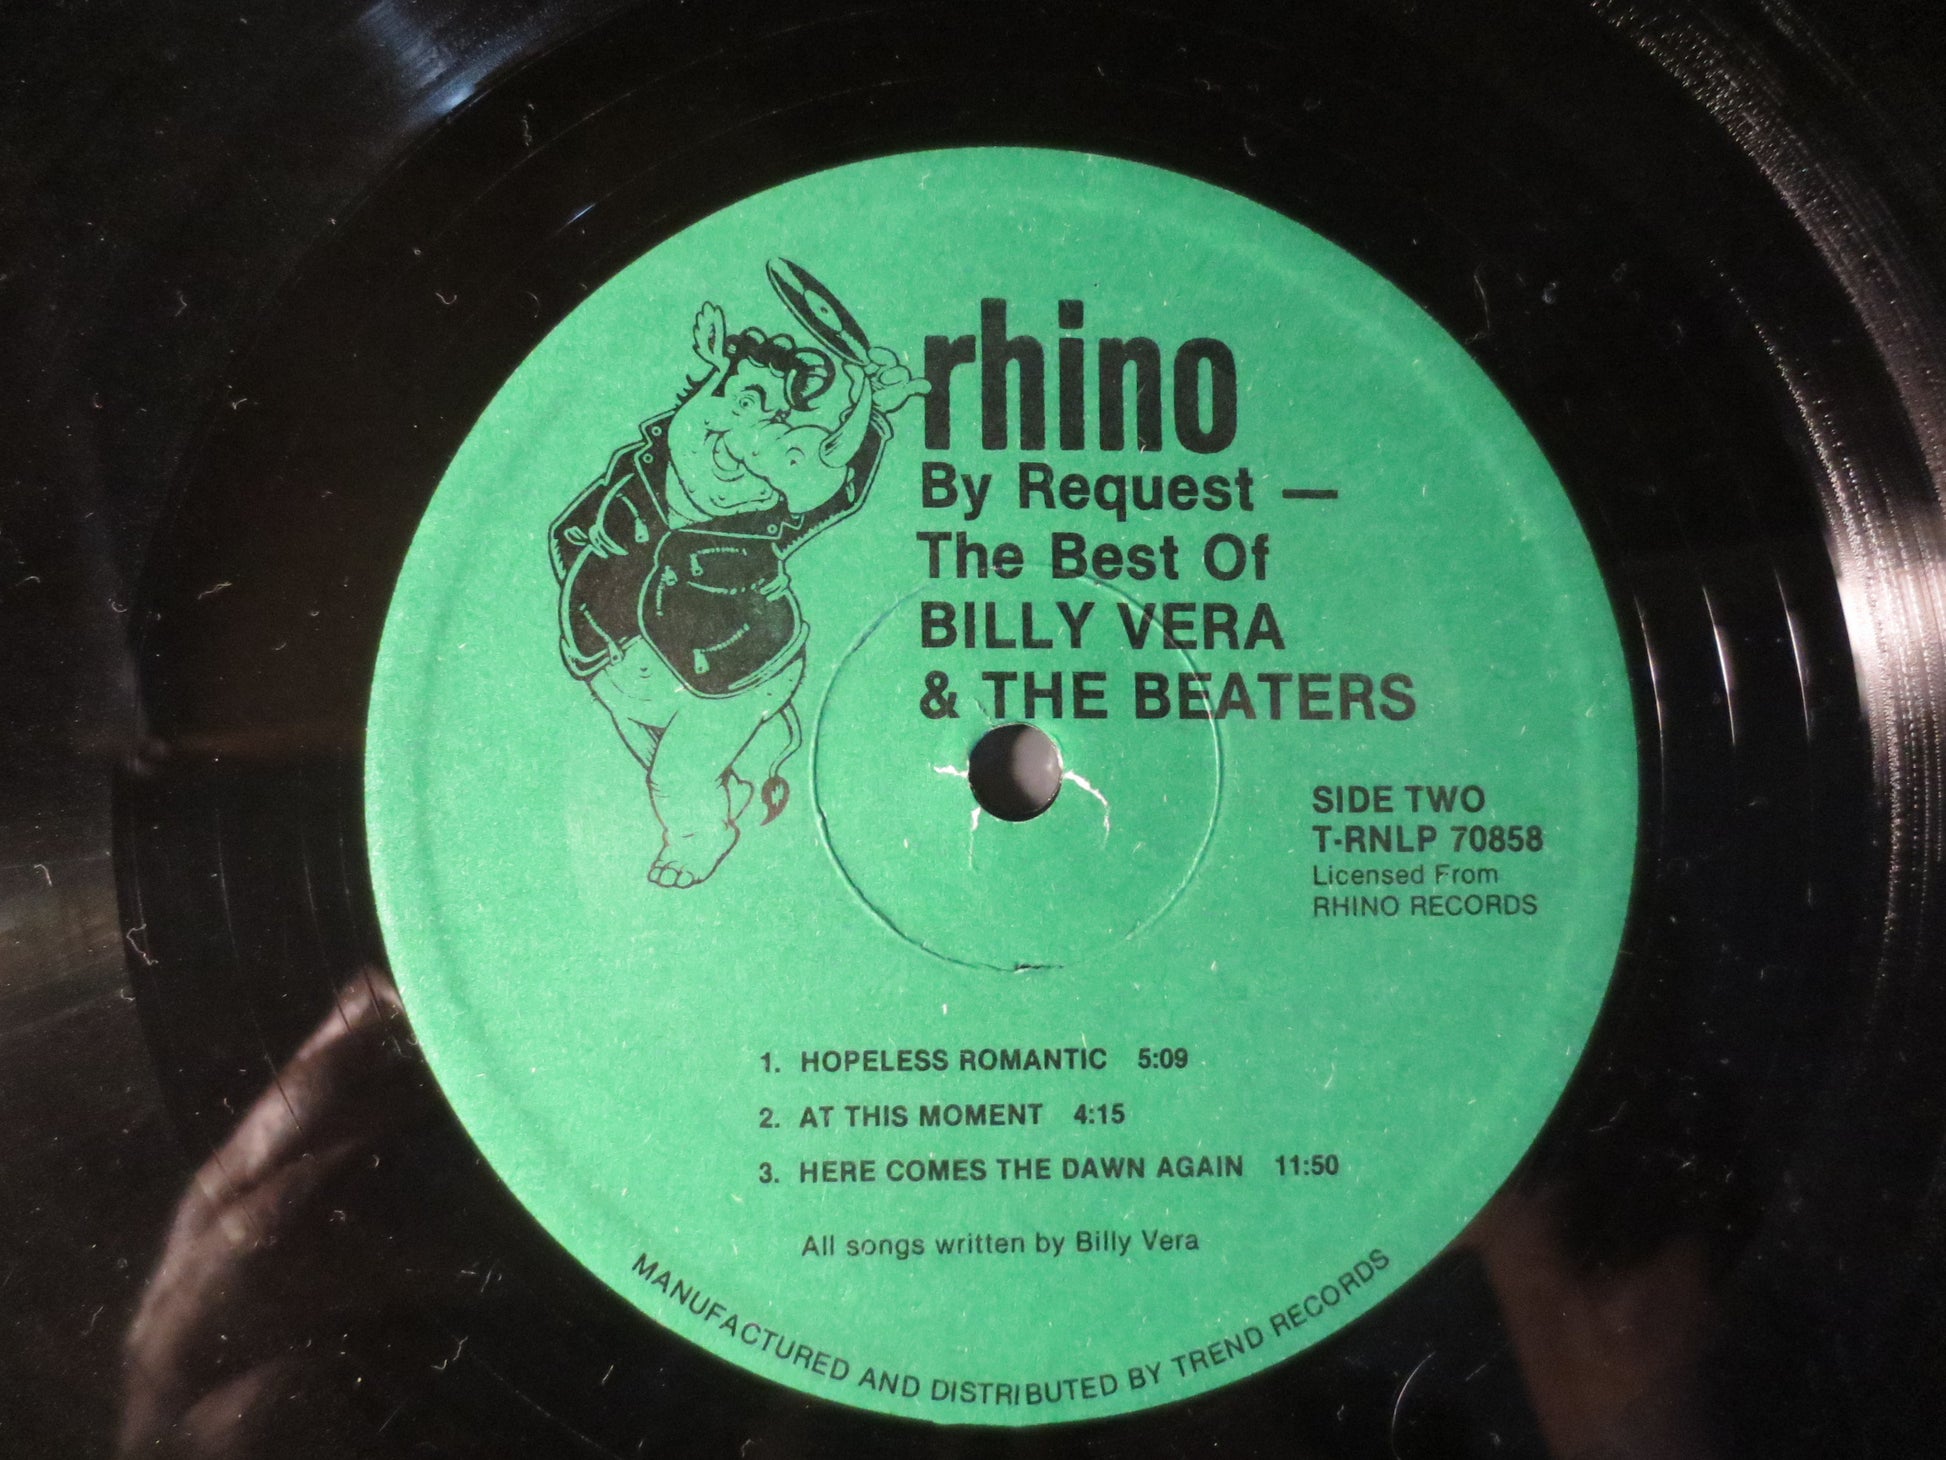 rhino
By Request —
The Best Of
BILLY VERA
& THE BEATERS
SIDE TWO
T-RNLP 70858
Licensed From
RHINO RECORDS
1. HOPELESS ROMANTIC 5:09
2. AT THIS MOMENT 4:15
3. HERE COMES THE DAWN AGAIN 11:50
All songs written by Billy Vera
MANUFACTURED AND DISTRIBUTED BY TREND RECORDS